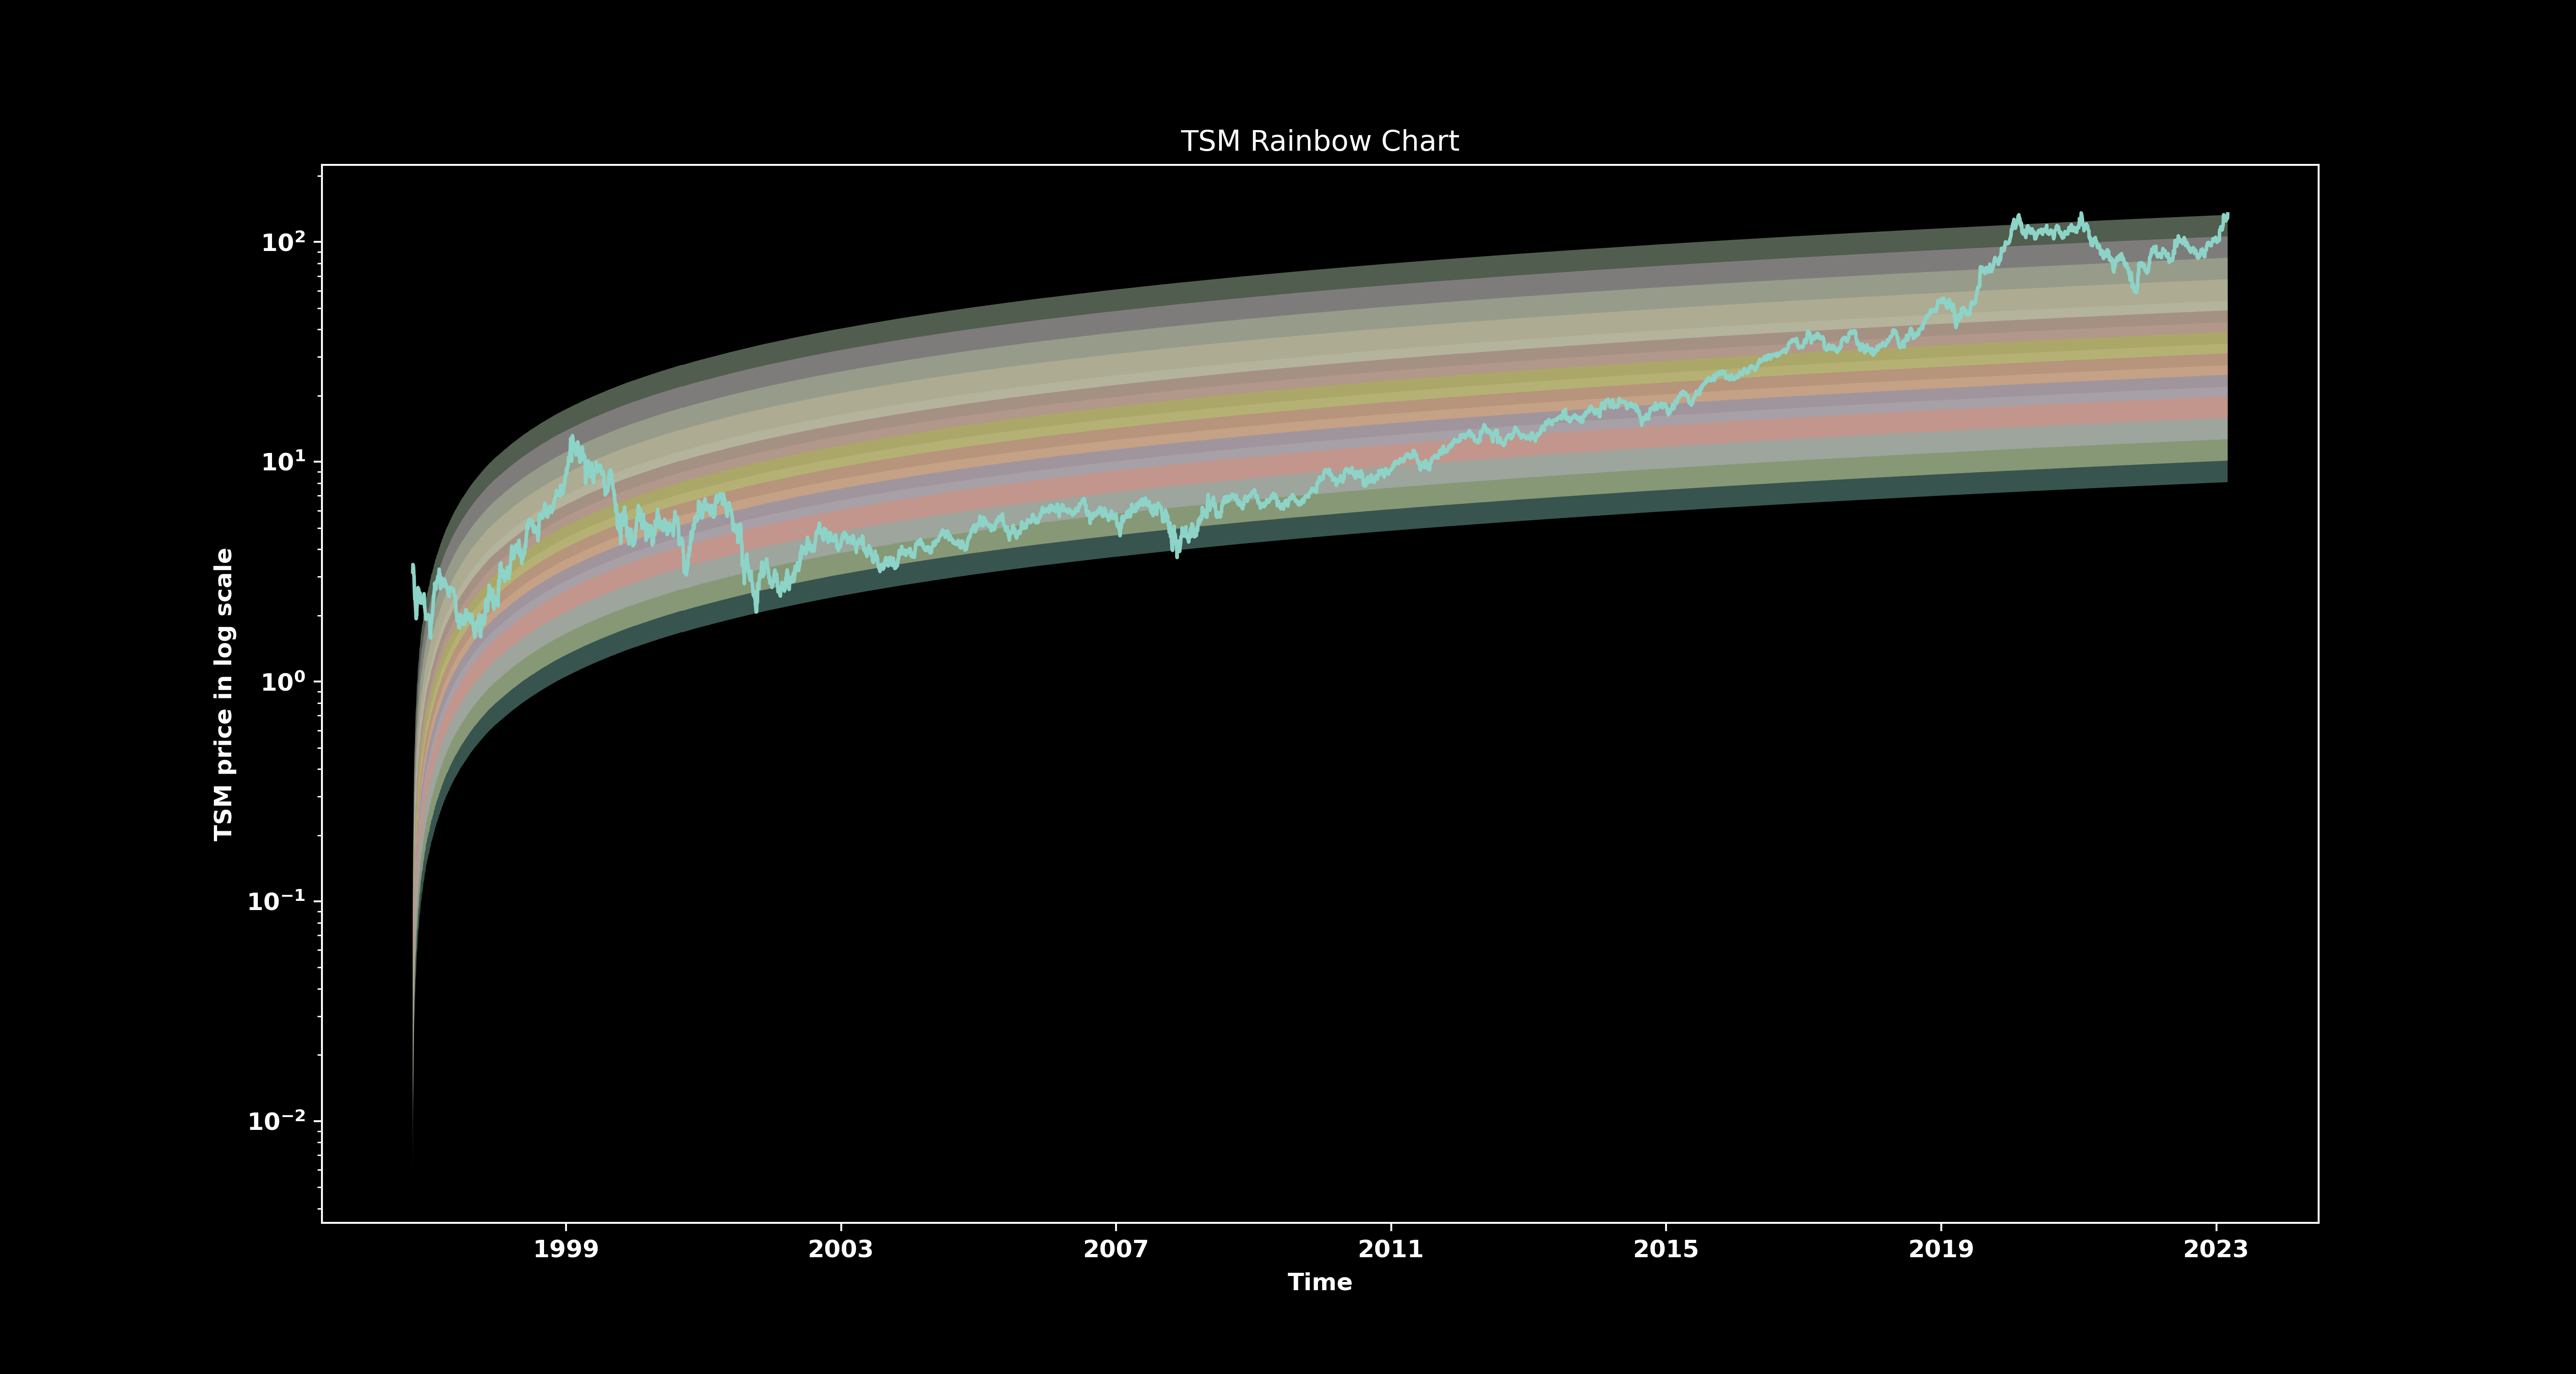 TSM Rainbow Chart
TSM price in log scale
10²
10¹
10⁰
10⁻¹
10⁻²
1999 2003 2007 2011 2015 2019 2023
Time